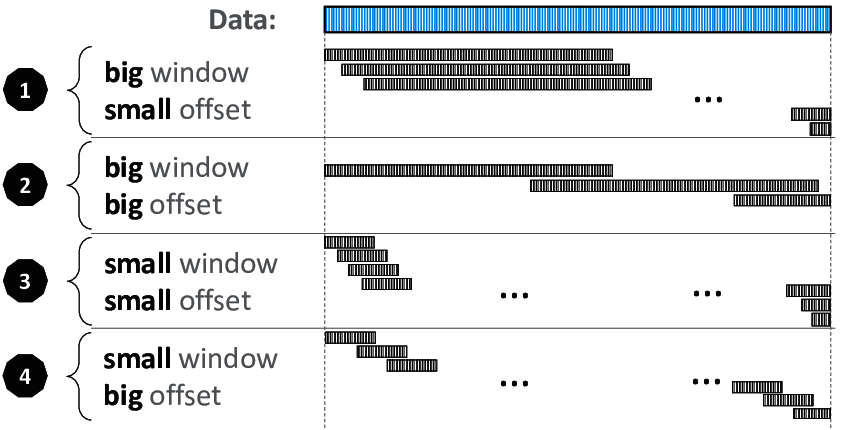 Data:
1
big window
small offset
...
2
big window
big offset
3
small window
small offset
... ...
4
small window
big offset
... ...